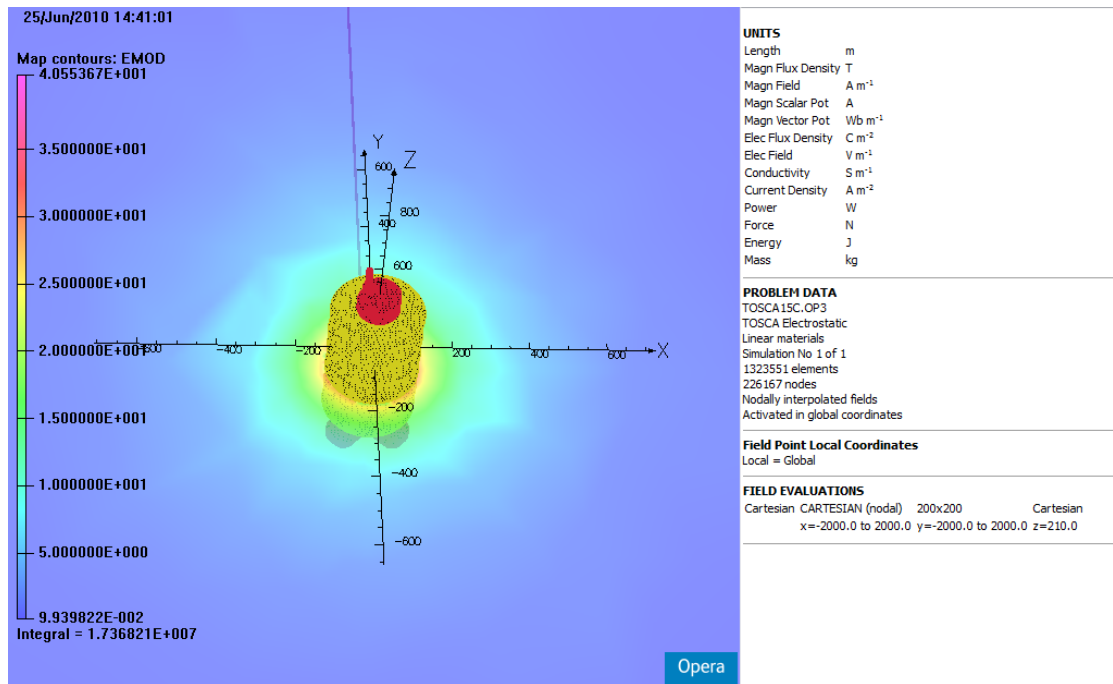 25/Jun/2010 14:41:01
Map contours: EMOD
4.055367E+001
3.500000E+001
3.000000E+001
2.500000E+001
2.000000E+001
1.500000E+001
1.000000E+001
5.000000E+000
9.939822E-002
Integral = 1.736821E+007
Y
Z
600
800
400
600
-200
200
400
600
X
-200
-400
-600
Opera
UNITS
Length m
Magn Flux Density T
Magn Field A m⁻¹
Magn Scalar Pot A
Magn Vector Pot Wb m⁻¹
Elec Flux Density C m⁻²
Elec Field V m⁻¹
Conductivity S m⁻¹
Current Density A m⁻²
Power W
Force N
Energy J
Mass kg
PROBLEM DATA
TOSCA15C.OP3
TOSCA Electrostatic
Linear materials
Simulation No 1 of 1
1323551 elements
226167 nodes
Nodally interpolated fields
Activated in global coordinates
Field Point Local Coordinates
Local = Global
FIELD EVALUATIONS
Cartesian CARTESIAN (nodal) 200x200 Cartesian
x=-2000.0 to 2000.0 y=-2000.0 to 2000.0 z=210.0